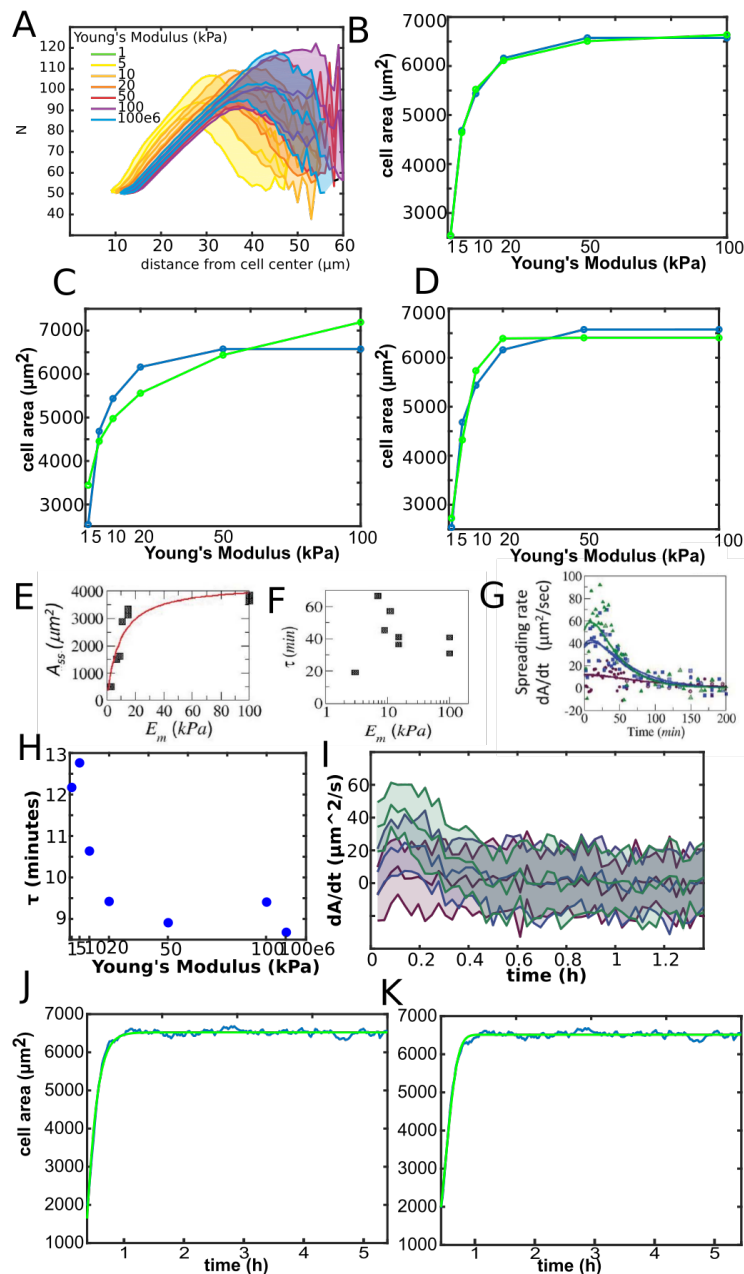 A
Young's Modulus (kPa)
1
5
10
20
50
100
100e6
120
110
100
90
80
70
60
50
40
N
10 20 30 40 50 60
distance from cell center (μm)
B
7000
6000
5000
4000
3000
cell area (μm²)
1 5 10 20 50 100
Young's Modulus (kPa)
C
7000
6000
5000
4000
3000
cell area (μm²)
1 5 10 20 50 100
Young's Modulus (kPa)
D
7000
6000
5000
4000
3000
cell area (μm²)
1 5 10 20 50 100
Young's Modulus (kPa)
E
4000
3000
2000
1000
0
Ass (μm²)
0 20 40 60 80 100
Em (kPa)
F
60
40
20
0
τ (min)
1 10 100
Em (kPa)
G
100
80
60
40
20
0
-20
Spreading rate
dA/dt (μm²/sec)
0 50 100 150 200
Time (min)
H
13
12
11
10
9
τ (minutes)
1 5 10 20 50 100 100e6
Young's Modulus (kPa)
I
60
40
20
0
dA/dt (μm^2/s)
0 0.2 0.4 0.6 0.8 1 1.2
time (h)
J
7000
6000
5000
4000
3000
2000
1000
cell area (μm²)
1 2 3 4 5
time (h)
K
7000
6000
5000
4000
3000
2000
1000
1 2 3 4 5
time (h)